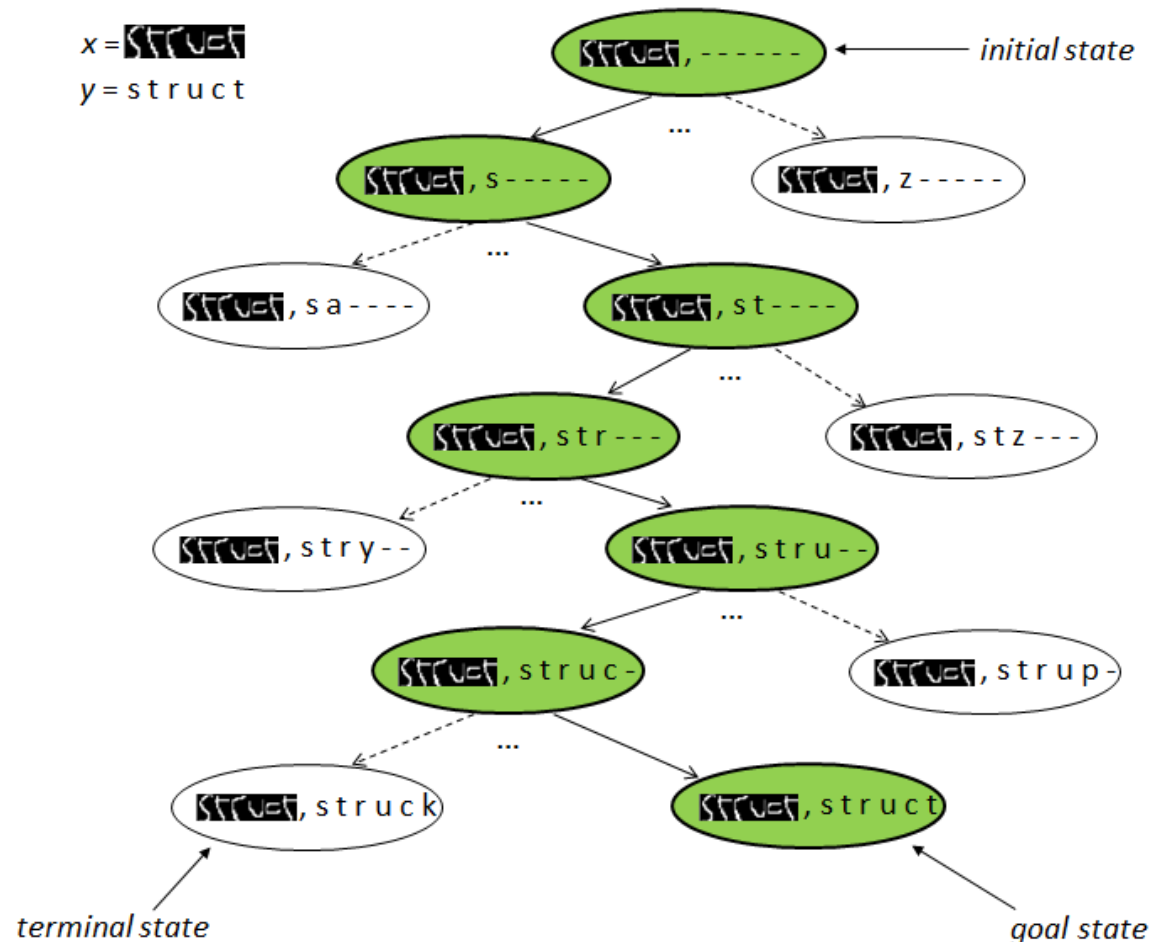 x = struct
y = s t r u c t
struct, - - - - - -
initial state
...
struct, s - - - - -
struct, z - - - - -
...
struct, s a - - - -
struct, s t - - - -
...
struct, s t r - - -
struct, s t z - - -
...
struct, s t r y - -
struct, s t r u - -
...
struct, s t r u c -
struct, s t r u p -
...
struct, s t r u c k
struct, s t r u c t
terminal state
goal state